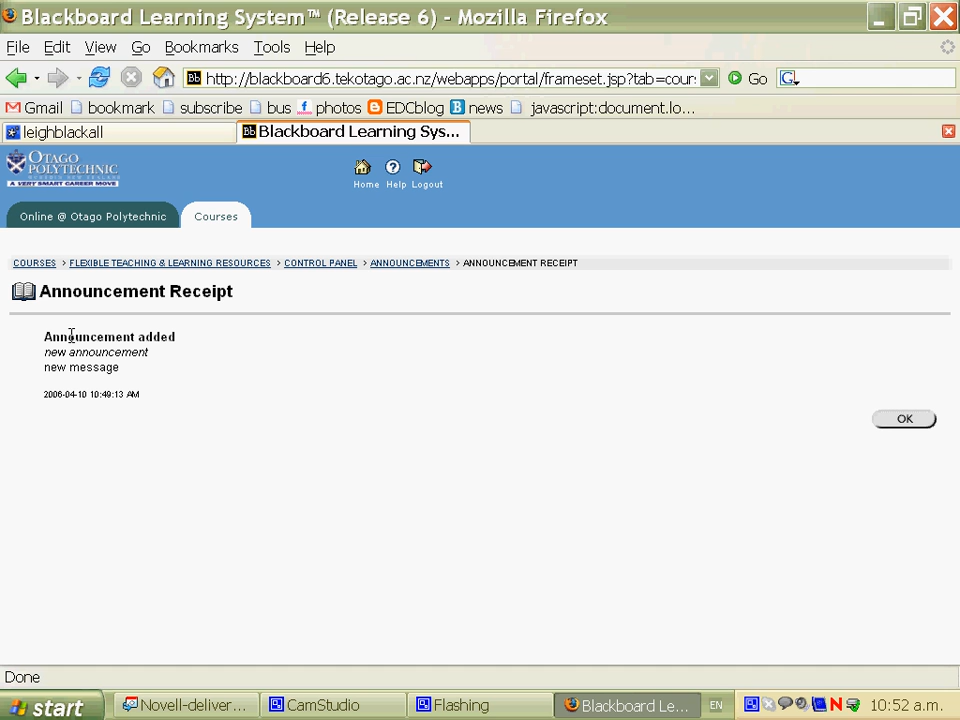 Blackboard Learning System™ (Release 6) - Mozilla Firefox
File Edit View Go Bookmarks Tools Help
http://blackboard6.tekotago.ac.nz/webapps/portal/frameset.jsp?tab=cour: Go
Gmail bookmark subscribe bus photos EDCblog news javascript:document.lo...
leighblackall Blackboard Learning Sys...
OTAGO
POLYTECHNIC
A VERY SMART CAREER MOVE
Home Help Logout
Online @ Otago Polytechnic Courses
COURSES > FLEXIBLE TEACHING & LEARNING RESOURCES > CONTROL PANEL > ANNOUNCEMENTS > ANNOUNCEMENT RECEIPT
Announcement Receipt
Announcement added
new announcement
new message
2006-04-10 10:49:13 AM
OK
Done
start Novell-deliver... CamStudio Flashing Blackboard Le... EN 10:52 a.m.